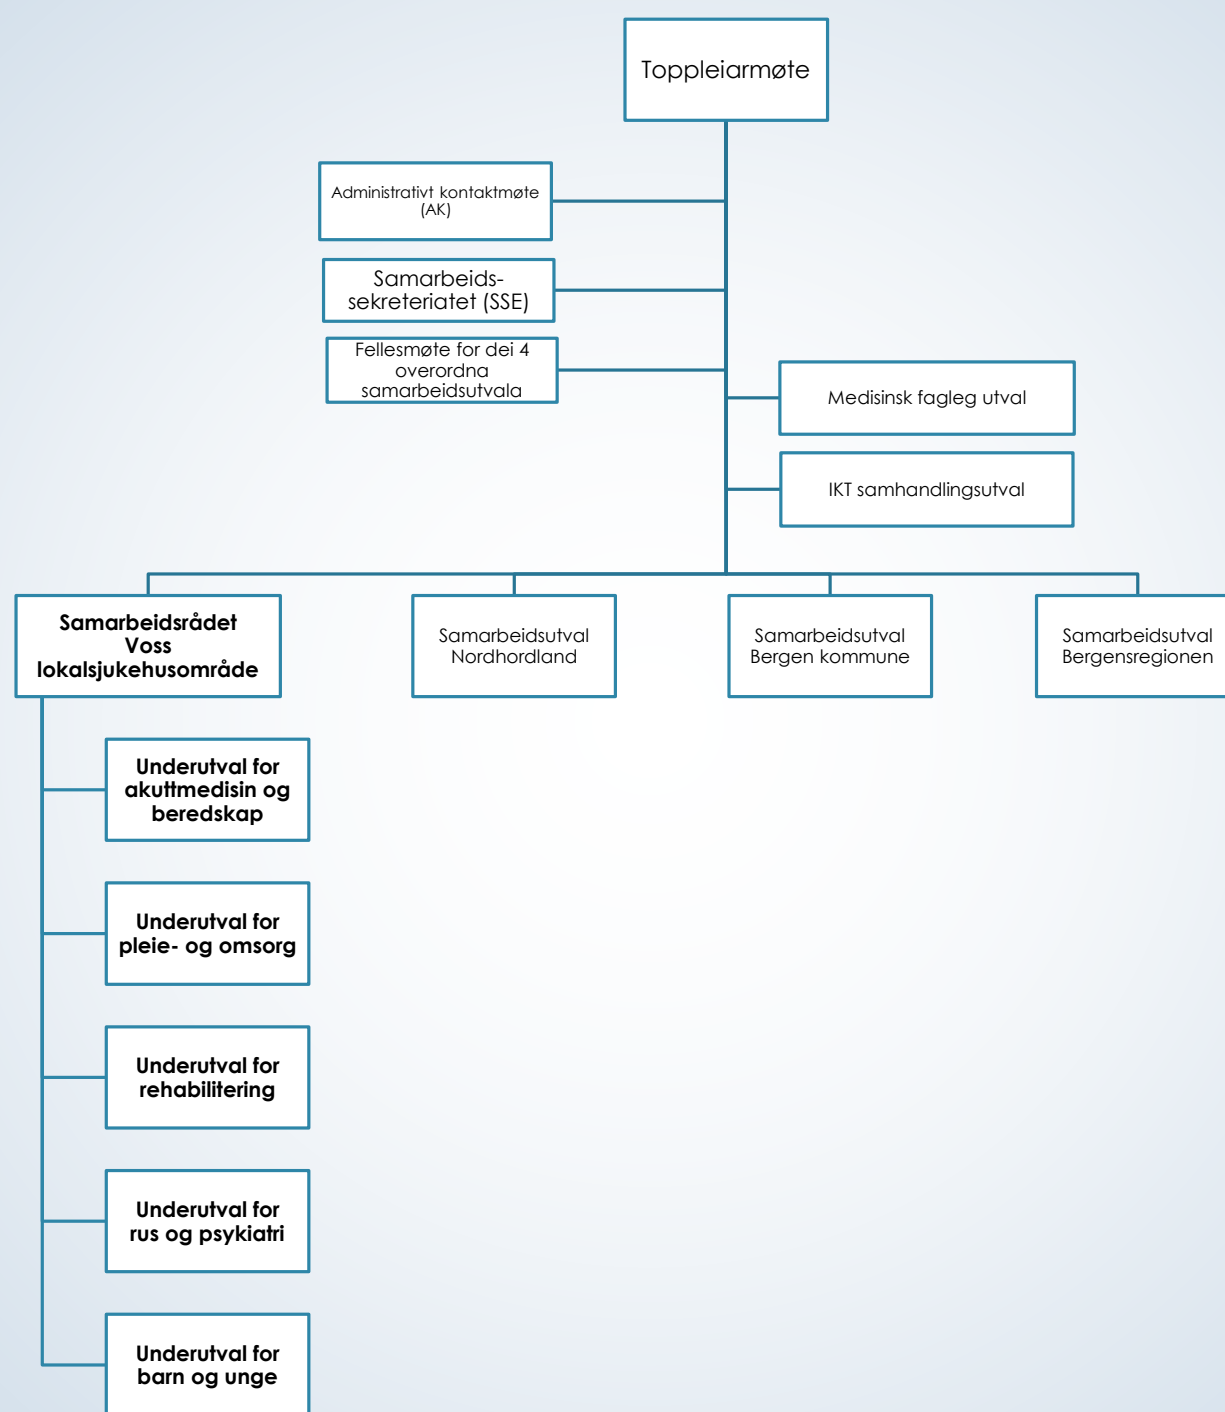 Toppleiarmøte
Administrativt kontaktmøte
(AK)
Samarbeids-
sekreteriatet (SSE)
Fellesmøte for dei 4
overordna
samarbeidsutvala
Medisinsk fagleg utval
IKT samhandlingsutval
Samarbeidsrådet
Voss
lokalsjukehusområde
Samarbeidsutval
Nordhordland
Samarbeidsutval
Bergen kommune
Samarbeidsutval
Bergensregionen
Underutval for
akuttmedisin og
beredskap
Underutval for
pleie- og omsorg
Underutval for
rehabilitering
Underutval for
rus og psykiatri
Underutval for
barn og unge